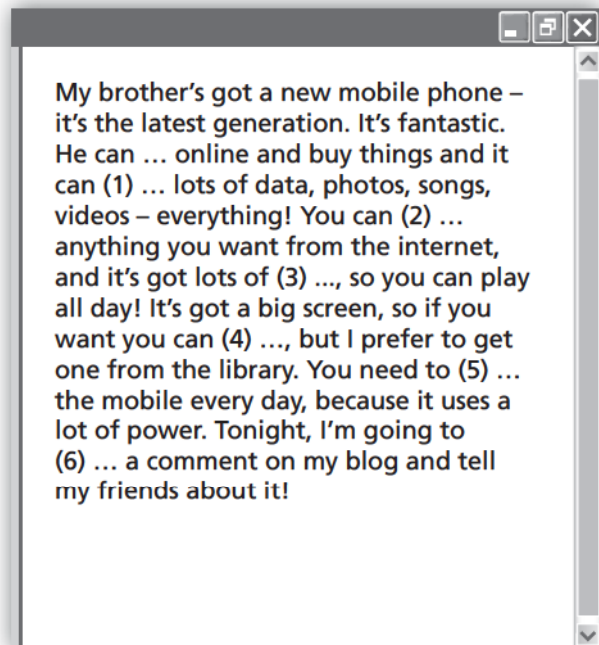 My brother's got a new mobile phone –
it's the latest generation. It's fantastic.
He can … online and buy things and it
can (1) … lots of data, photos, songs,
videos – everything! You can (2) …
anything you want from the internet,
and it's got lots of (3) ..., so you can play
all day! It's got a big screen, so if you
want you can (4) …, but I prefer to get
one from the library. You need to (5) …
the mobile every day, because it uses a
lot of power. Tonight, I'm going to
(6) … a comment on my blog and tell
my friends about it!